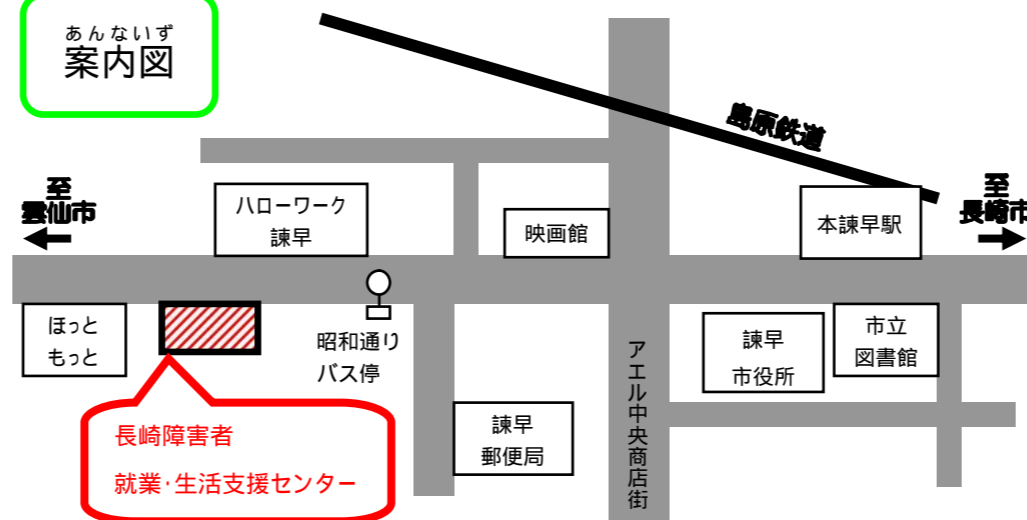 あんないず
案内図
島原鉄道
至
雲仙市
ハローワーク
諫早
映画館
本諫早駅
至
長崎市
ほっと
もっと
昭和通り
バス停
アエル中央商店街
諫早
市役所
市立
図書館
諫早
郵便局
長崎障害者
就業・生活支援センター